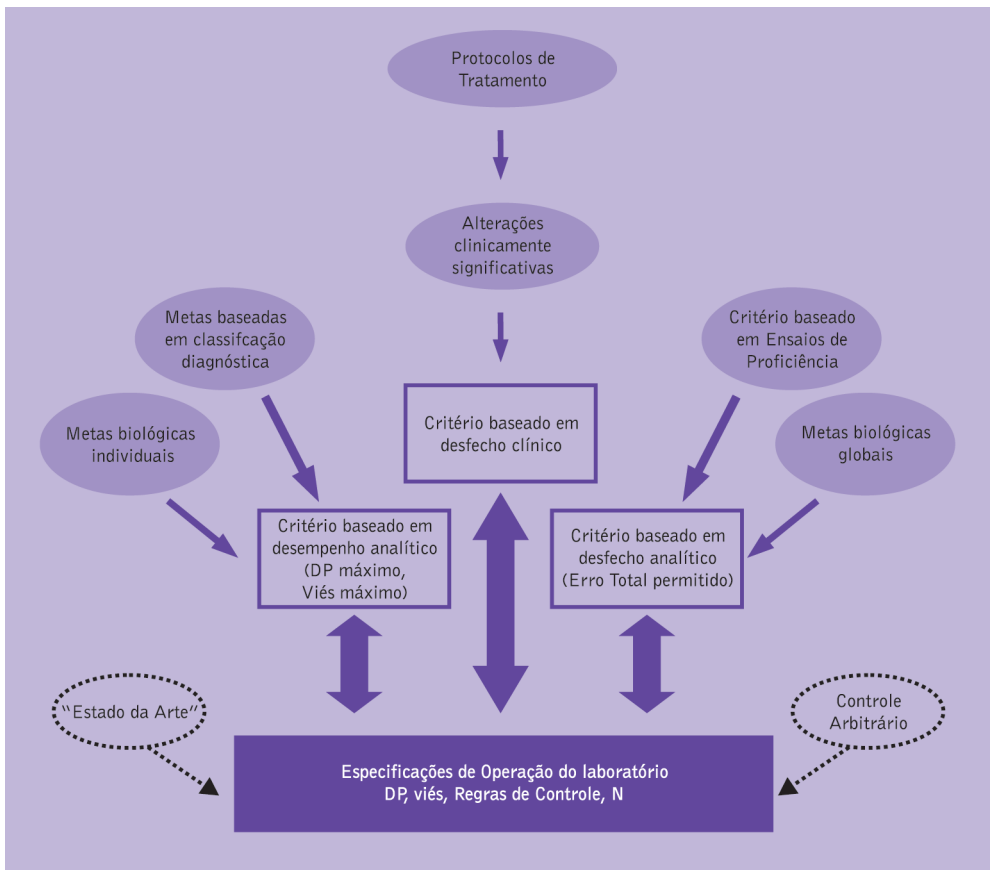 Protocolos de
Tratamento
Alterações
clinicamente
significativas
Metas baseadas
em classifcação
diagnóstica
Critério baseado
em Ensaios de
Proficiência
Metas biológicas
individuais
Critério baseado em
desfecho clínico
Metas biológicas
globais
Critério baseado em
desempenho analítico
(DP máximo,
Viés máximo)
Critério baseado em
desfecho analítico
(Erro Total permitido)
“Estado da Arte”
Controle
Arbitrário
Especificações de Operação do laboratório
DP, viés, Regras de Controle, N